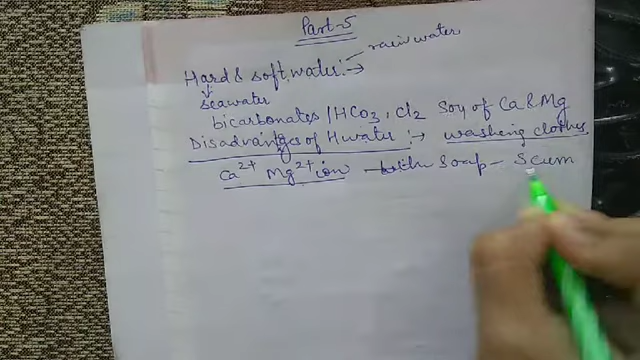 Part-5
rain water
Hard & soft water :→
seawater
bicarbonates /HCO3, Cl2 SO4 of Ca & Mg
Disadvantages of H water :→ washing clothes.
Ca2+ Mg2+ ion with soap - Scum